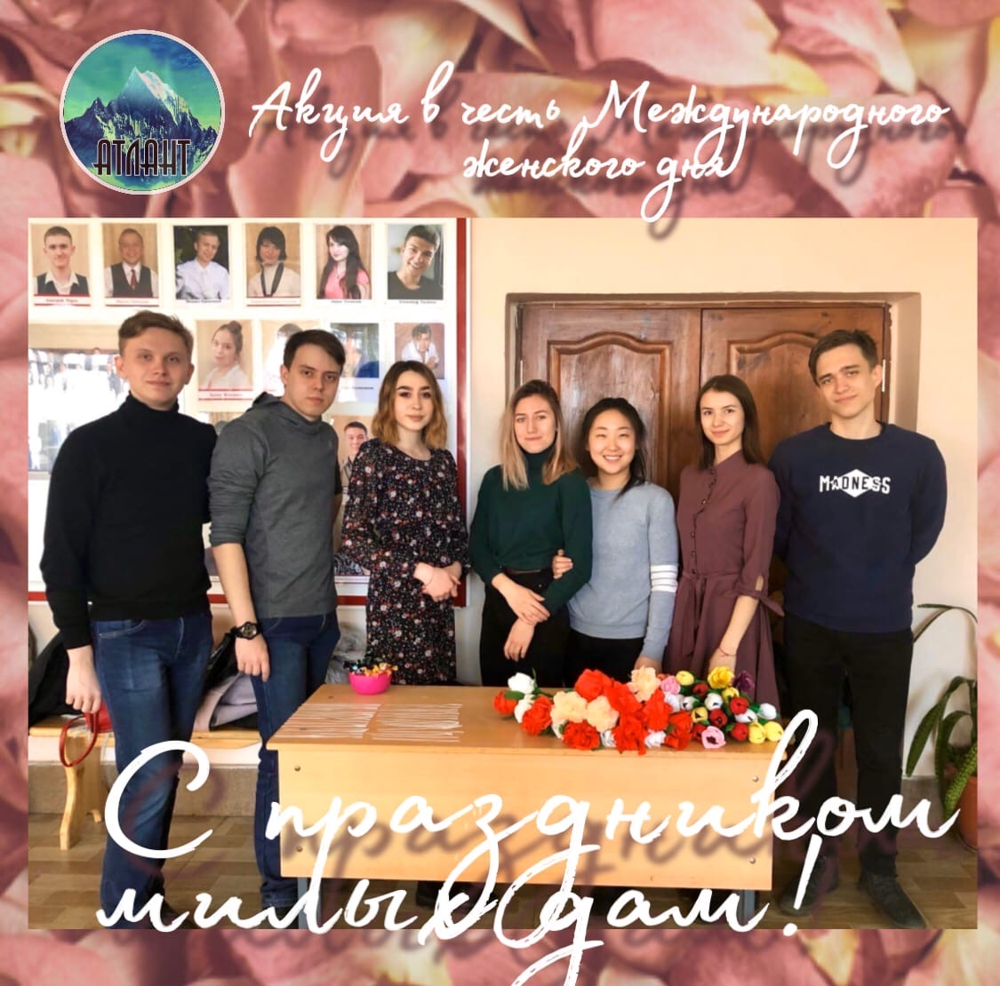 АТЛАНТ
Акция в честь Международного
женского дня
MADNESS
С праздником
милых дам!